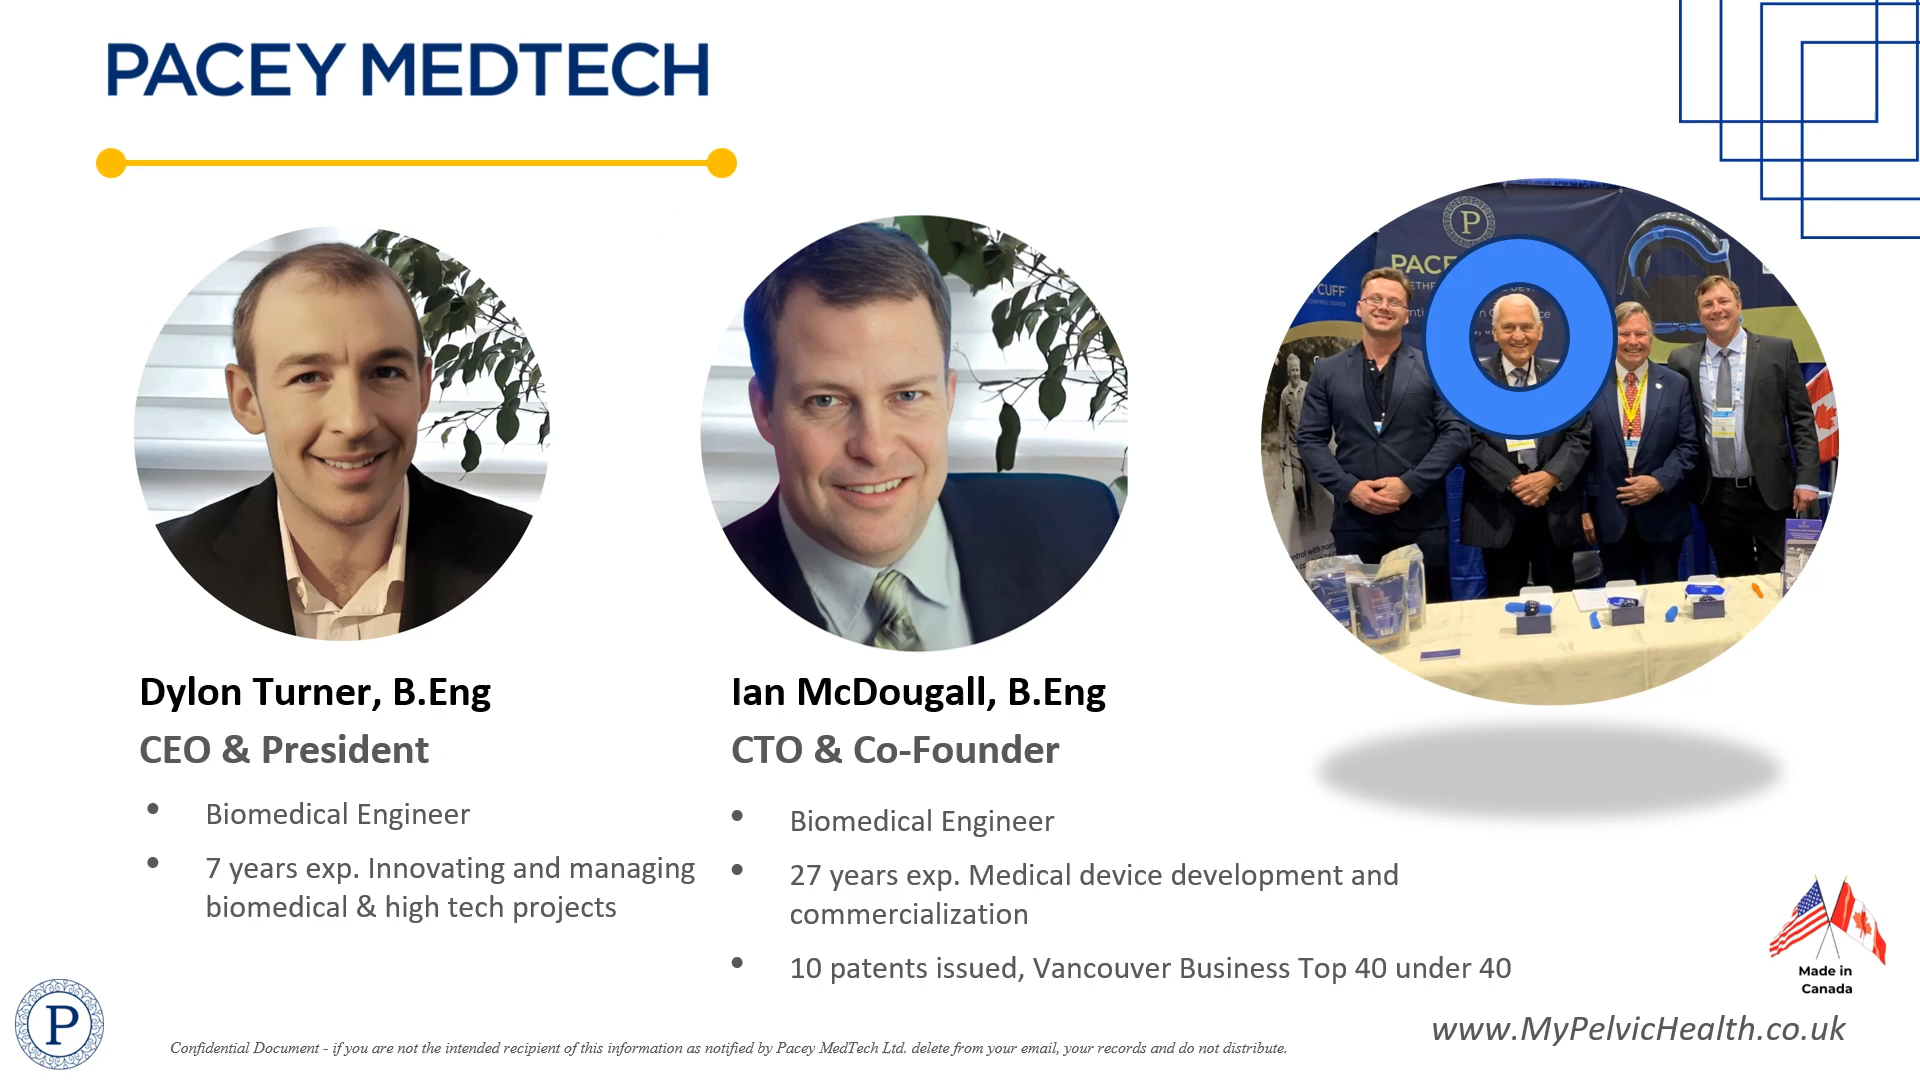 PACEY MEDTECH
P
PACE
CUFF
Dylon Turner, B.Eng
CEO & President
• Biomedical Engineer
• 7 years exp. Innovating and managing
biomedical & high tech projects
Ian McDougall, B.Eng
CTO & Co-Founder
• Biomedical Engineer
• 27 years exp. Medical device development and
commercialization
• 10 patents issued, Vancouver Business Top 40 under 40
Made in
Canada
www.MyPelvicHealth.co.uk
P
Confidential Document - if you are not the intended recipient of this information as notified by Pacey MedTech Ltd. delete from your email, your records and do not distribute.